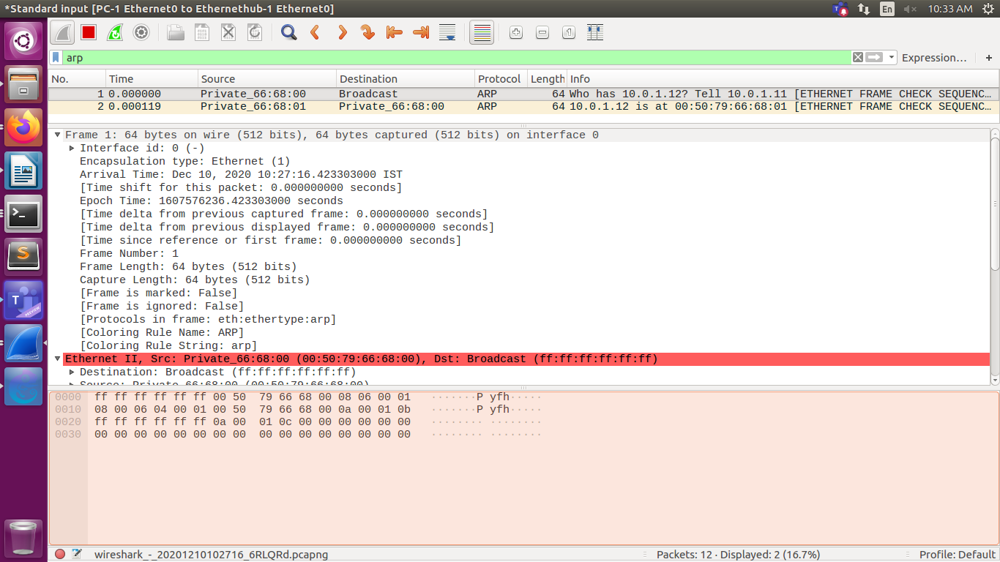 *Standard input [PC-1 Ethernet0 to Ethernethub-1 Ethernet0]
En
10:33 AM
arp
Expression…
+
No. Time Source Destination Protocol Length Info
1 0.000000 Private_66:68:00 Broadcast ARP 64 Who has 10.0.1.12? Tell 10.0.1.11 [ETHERNET FRAME CHECK SEQUENC…
2 0.000119 Private_66:68:01 Private_66:68:00 ARP 64 10.0.1.12 is at 00:50:79:66:68:01 [ETHERNET FRAME CHECK SEQUENC…
Frame 1: 64 bytes on wire (512 bits), 64 bytes captured (512 bits) on interface 0
Interface id: 0 (-)
Encapsulation type: Ethernet (1)
Arrival Time: Dec 10, 2020 10:27:16.423303000 IST
[Time shift for this packet: 0.000000000 seconds]
Epoch Time: 1607576236.423303000 seconds
[Time delta from previous captured frame: 0.000000000 seconds]
[Time delta from previous displayed frame: 0.000000000 seconds]
[Time since reference or first frame: 0.000000000 seconds]
Frame Number: 1
Frame Length: 64 bytes (512 bits)
Capture Length: 64 bytes (512 bits)
[Frame is marked: False]
[Frame is ignored: False]
[Protocols in frame: eth:ethertype:arp]
[Coloring Rule Name: ARP]
[Coloring Rule String: arp]
Ethernet II, Src: Private_66:68:00 (00:50:79:66:68:00), Dst: Broadcast (ff:ff:ff:ff:ff:ff)
Destination: Broadcast (ff:ff:ff:ff:ff:ff)
Source: Private_66:68:00 (00:50:79:66:68:00)
0000 ff ff ff ff ff ff 00 50 79 66 68 00 08 06 00 01 ·······P yfh·····
0010 08 00 06 04 00 01 00 50 79 66 68 00 0a 00 01 0b ·······P yfh·····
0020 ff ff ff ff ff ff 0a 00 01 0c 00 00 00 00 00 00 ········ ········
0030 00 00 00 00 00 00 00 00 00 00 00 00 00 00 00 00 ········ ········
wireshark_-_20201210102716_6RLQRd.pcapng
Packets: 12 · Displayed: 2 (16.7%)
Profile: Default